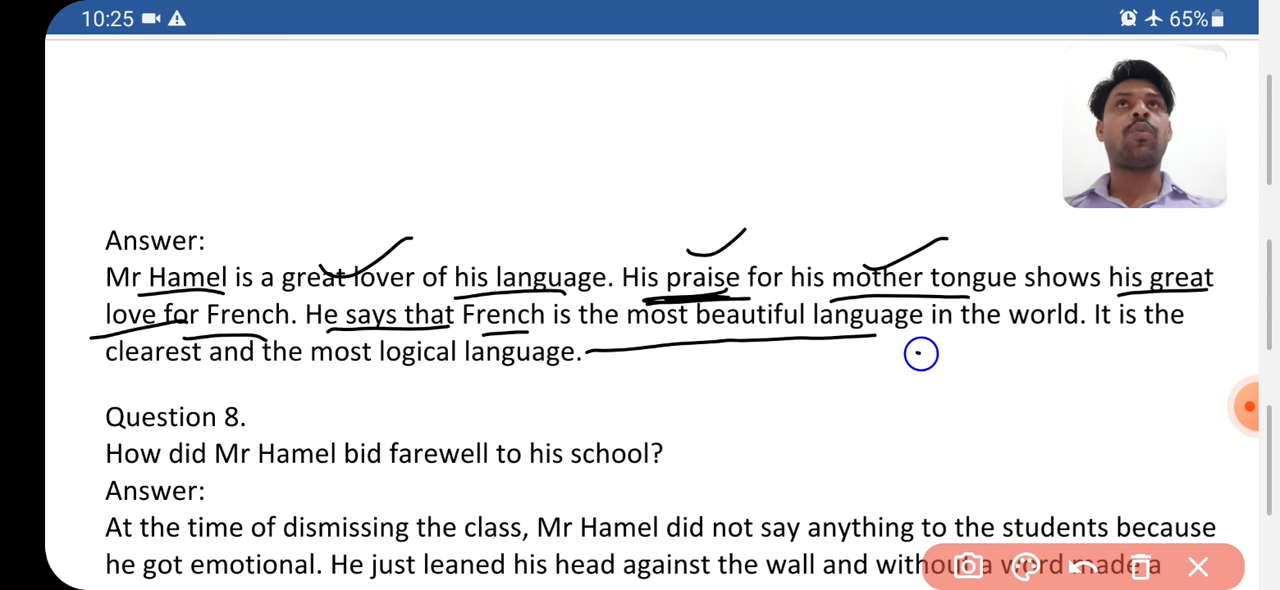 10:25
65%
Answer:
Mr Hamel is a great lover of his language. His praise for his mother tongue shows his great
love for French. He says that French is the most beautiful language in the world. It is the
clearest and the most logical language.
Question 8.
How did Mr Hamel bid farewell to his school?
Answer:
At the time of dismissing the class, Mr Hamel did not say anything to the students because
he got emotional. He just leaned his head against the wall and without a word made a